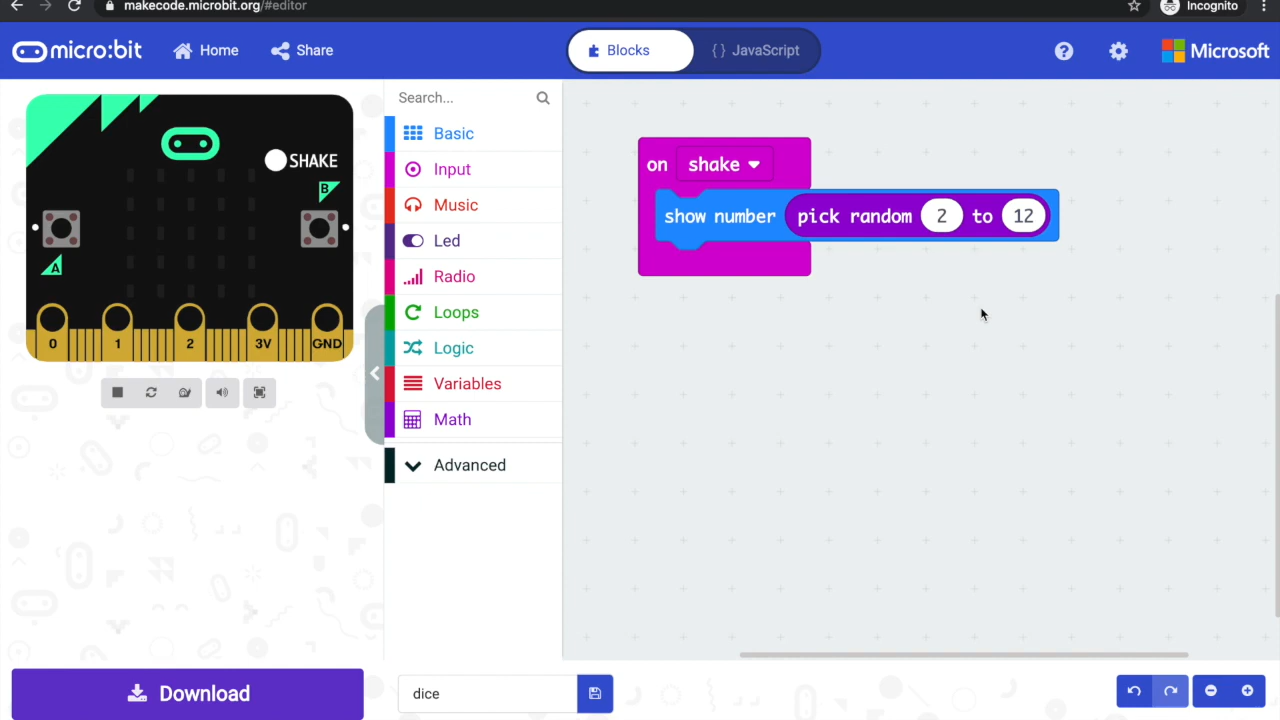 makecode.microbit.org/#editor
Incognito
micro:bit
Home
Share
Blocks
{ } JavaScript
?
Microsoft
SHAKE
B
A
0 1 2 3V GND
Search...
Basic
Input
Music
Led
Radio
Loops
Logic
Variables
Math
Advanced
on shake
show number pick random 2 to 12
Download
dice